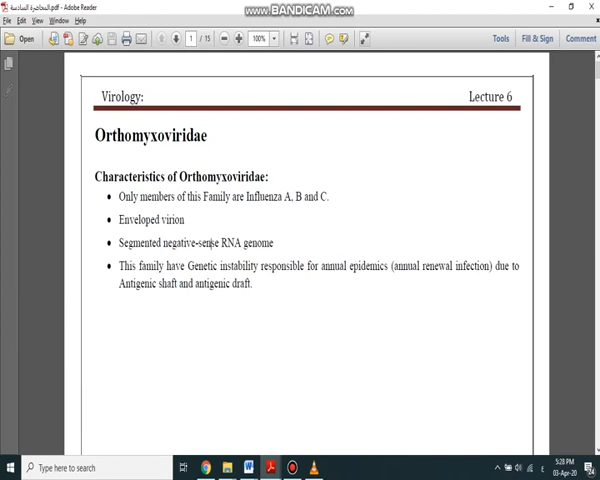 www.BANDICAM.com
المحاضرة السادسة.pdf - Adobe Reader
File Edit View Window Help
Open 1 / 15 100% Tools Fill & Sign Comment
Virology: Lecture 6
Orthomyxoviridae
Characteristics of Orthomyxoviridae:
• Only members of this Family are Influenza A, B and C.
• Enveloped virion
• Segmented negative-sense RNA genome
• This family have Genetic instability responsible for annual epidemics (annual renewal infection) due to
Antigenic shaft and antigenic draft.
Type here to search
5:28 PM
03-Apr-20
24